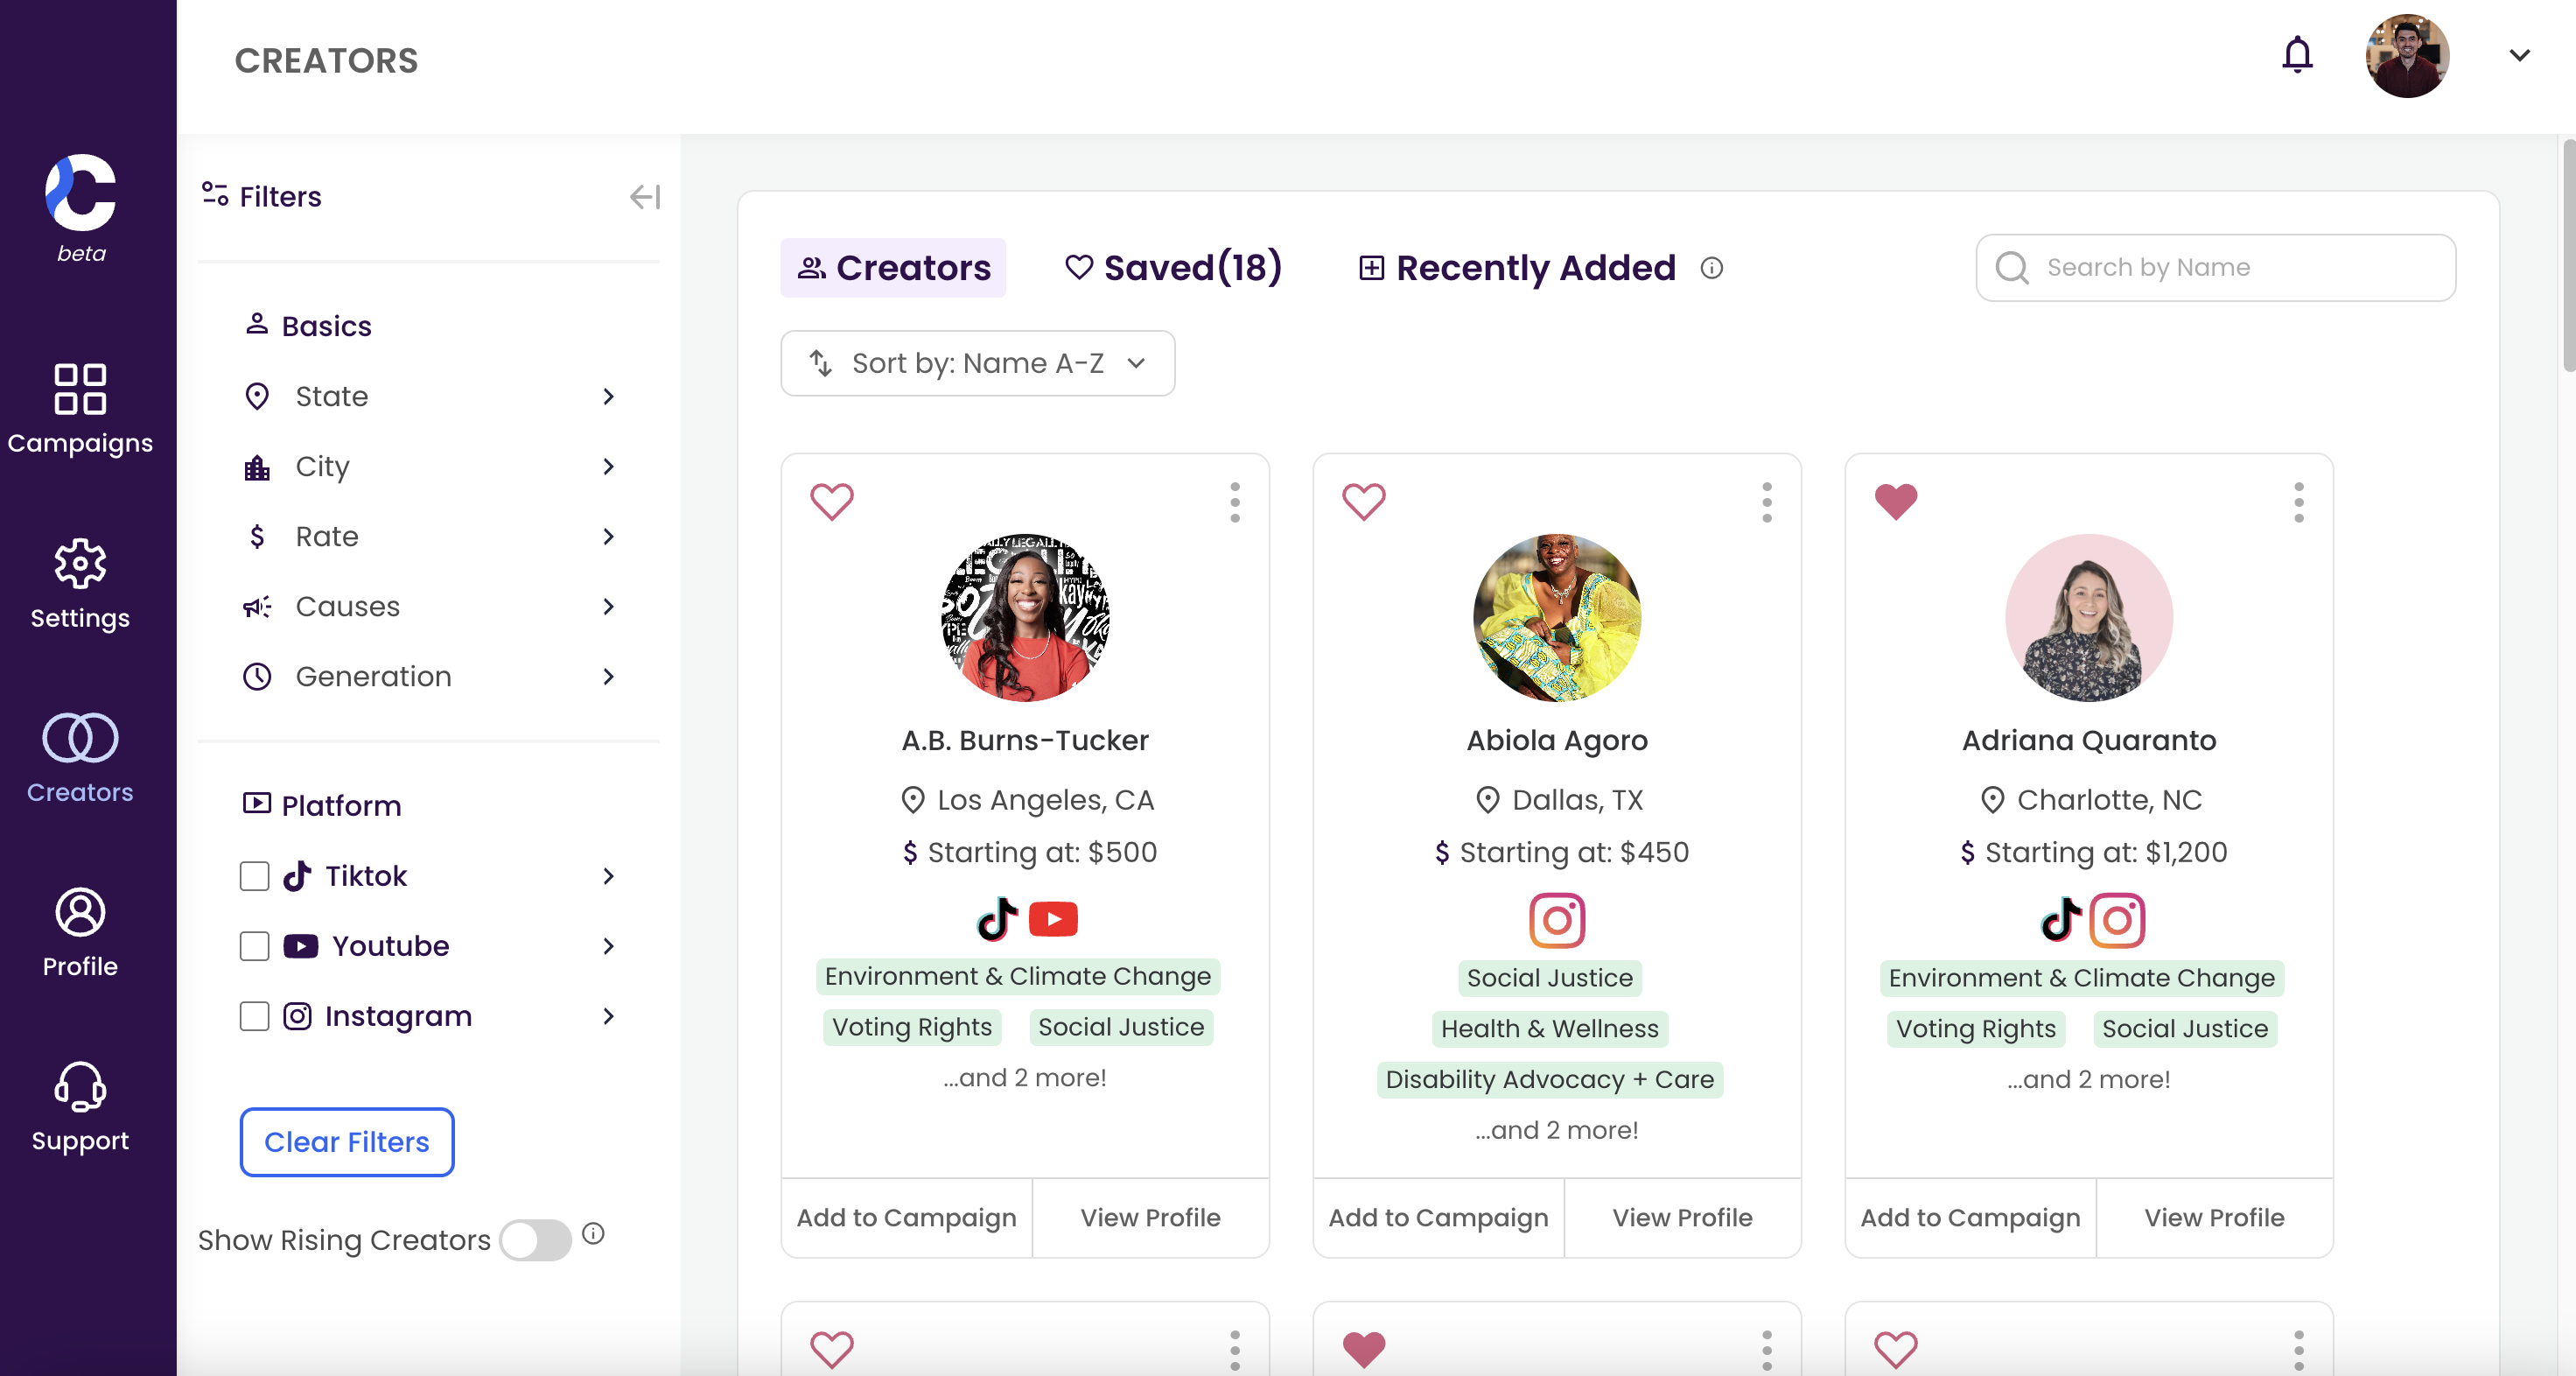 CREATORS
beta
Campaigns
Settings
Creators
Profile
Support
Filters
Basics
State
City
$ Rate
Causes
Generation
Platform
Tiktok
Youtube
Instagram
Clear Filters
Show Rising Creators
Creators
Saved(18)
Recently Added
Search by Name
Sort by: Name A-Z
A.B. Burns-Tucker
Los Angeles, CA
$ Starting at: $500
Environment & Climate Change
Voting Rights Social Justice
...and 2 more!
Add to Campaign View Profile
Abiola Agoro
Dallas, TX
$ Starting at: $450
Social Justice
Health & Wellness
Disability Advocacy + Care
...and 2 more!
Add to Campaign View Profile
Adriana Quaranto
Charlotte, NC
$ Starting at: $1,200
Environment & Climate Change
Voting Rights Social Justice
...and 2 more!
Add to Campaign View Profile